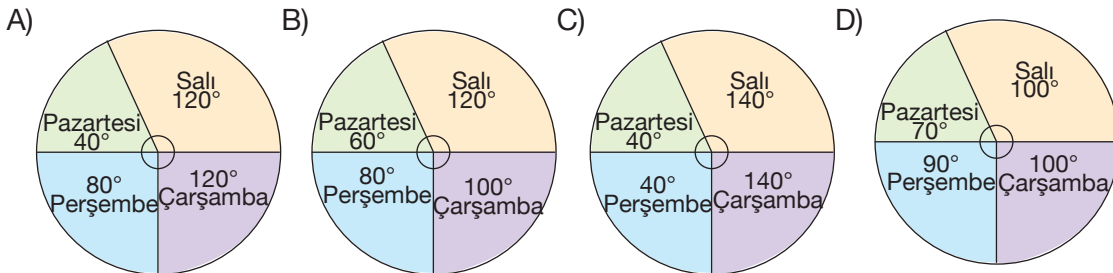 A)
Salı
120°
Pazartesi
40°
80°
Perşembe
120°
Çarşamba
B)
Salı
120°
Pazartesi
60°
80°
Perşembe
100°
Çarşamba
C)
Salı
140°
Pazartesi
40°
40°
Perşembe
140°
Çarşamba
D)
Salı
100°
Pazartesi
70°
90°
Perşembe
100°
Çarşamba